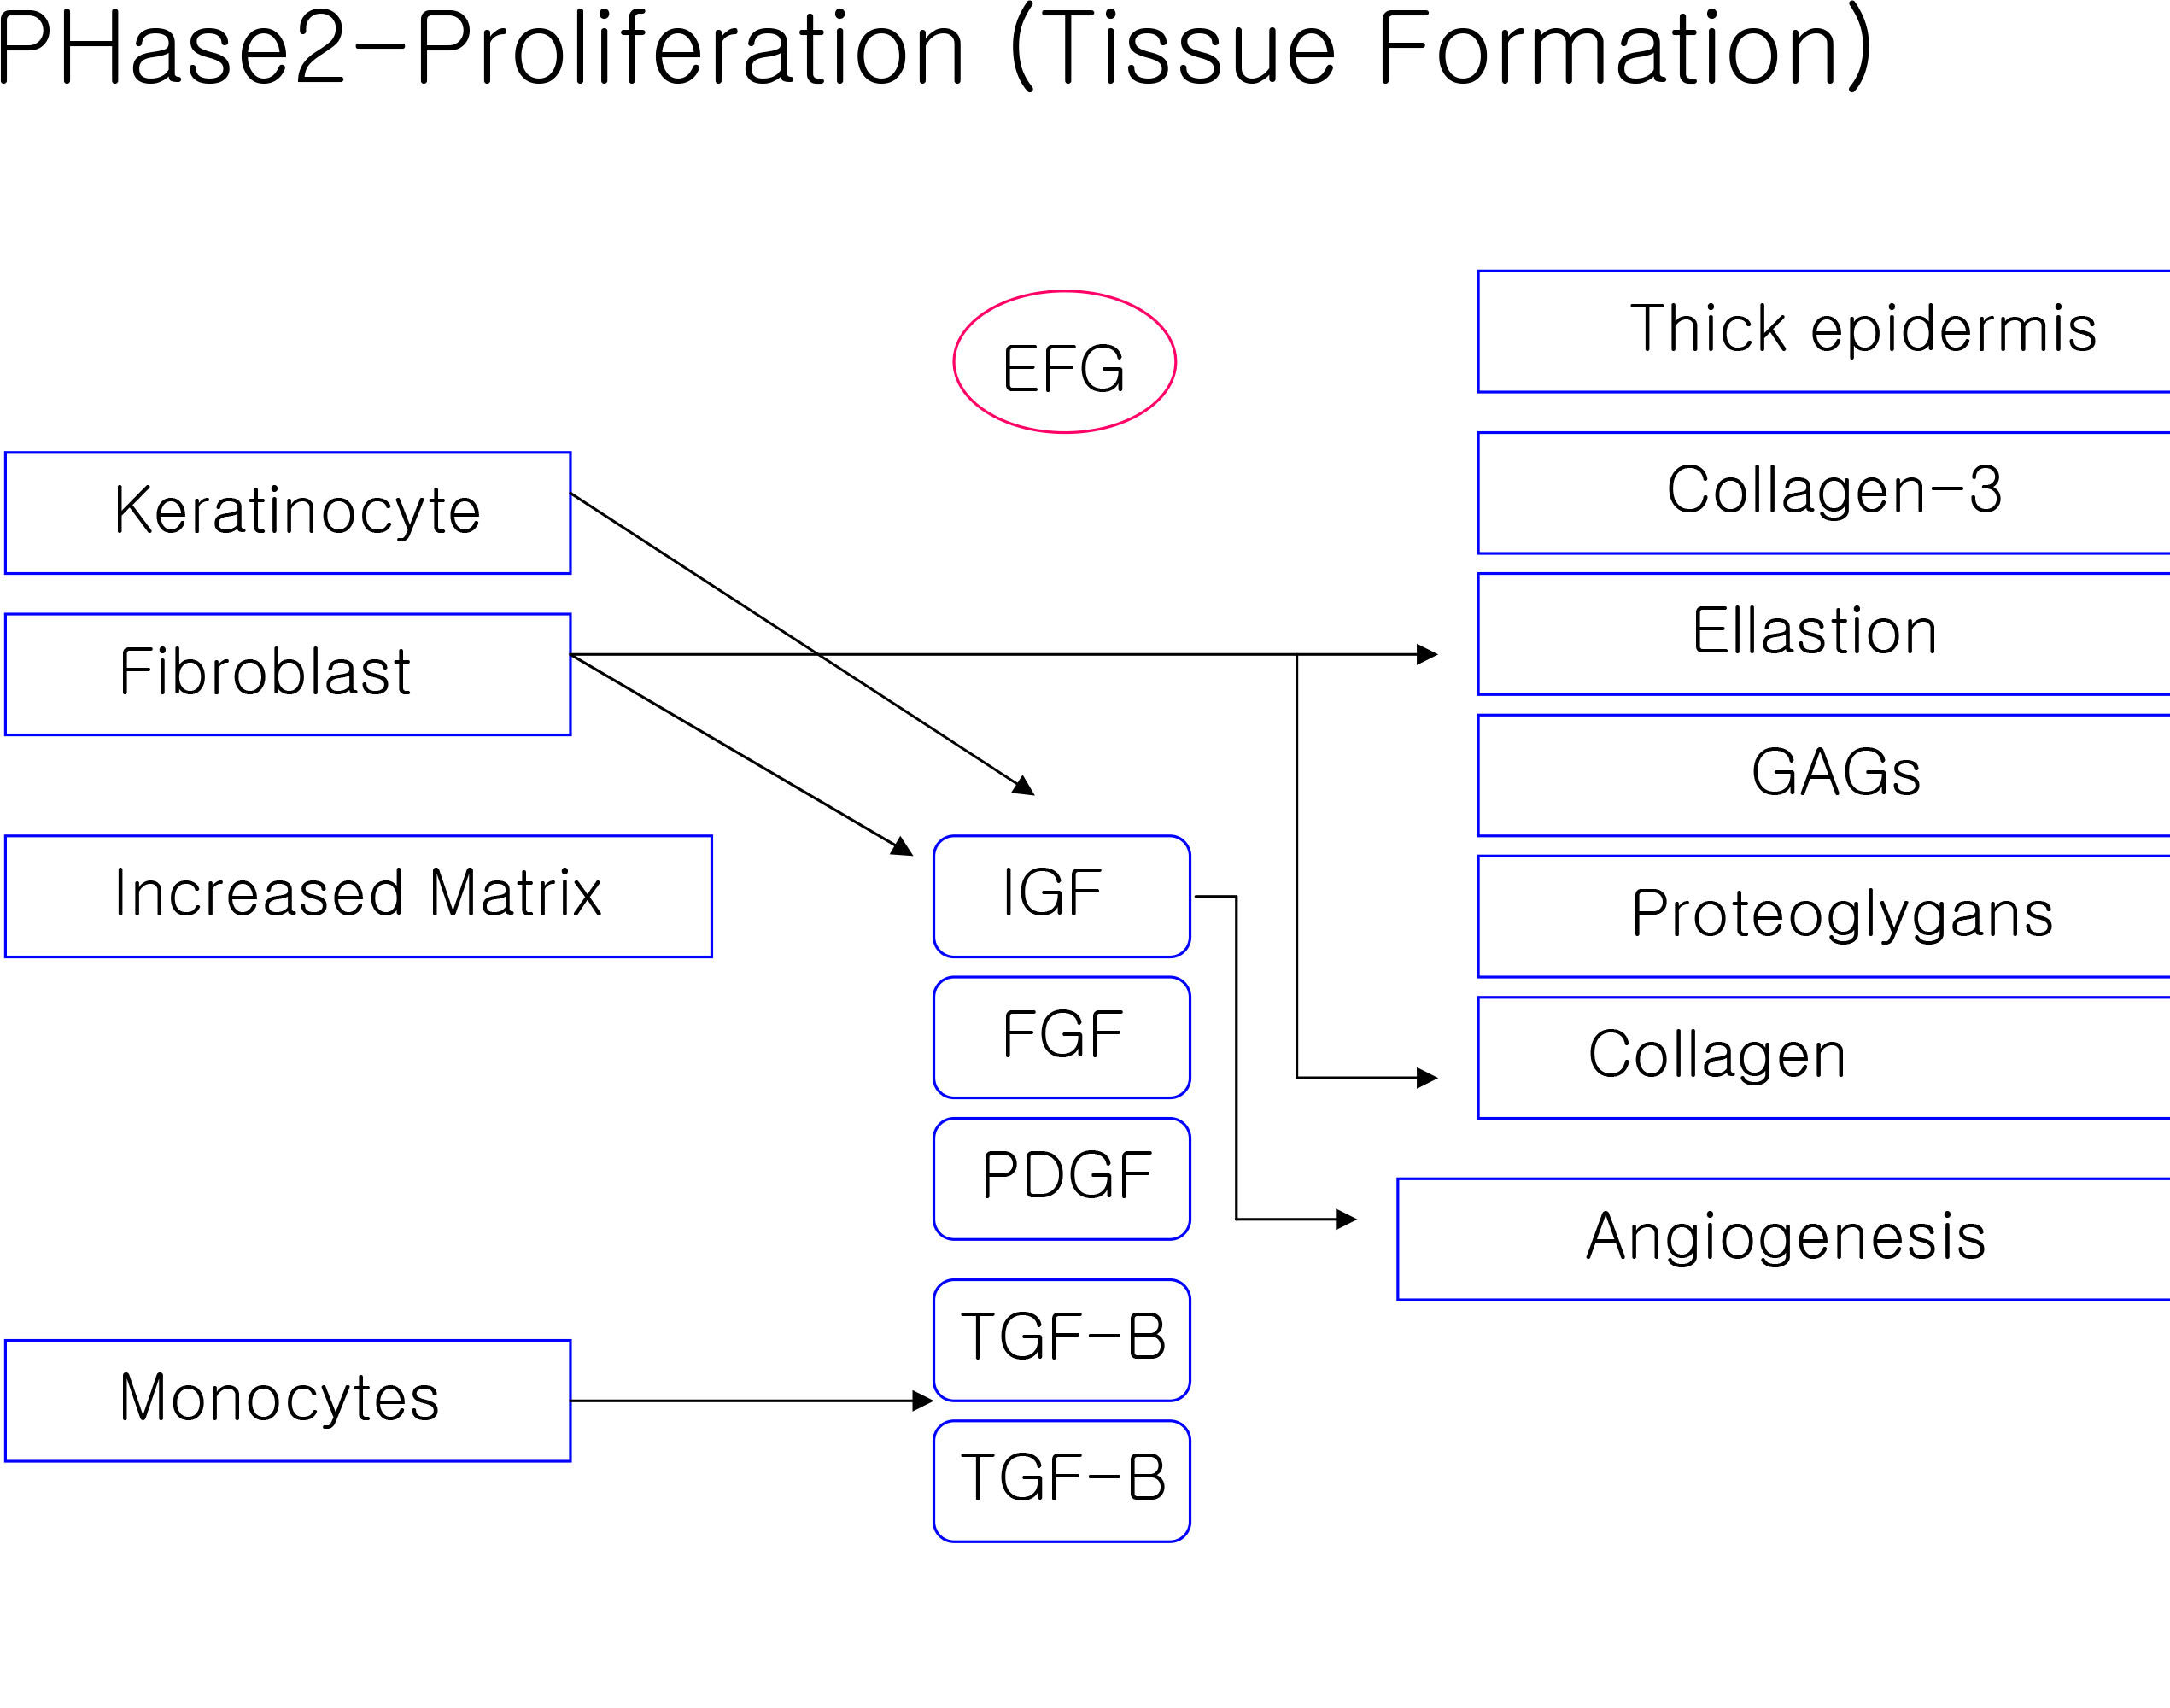 PHase2-Proliferation (Tissue Formation)
EFG
Thick epidermis
Keratinocyte
Collagen-3
Fibroblast
Ellastion
GAGs
Increased Matrix
IGF
Proteoglygans
FGF
Collagen
PDGF
Angiogenesis
TGF-B
Monocytes
TGF-B